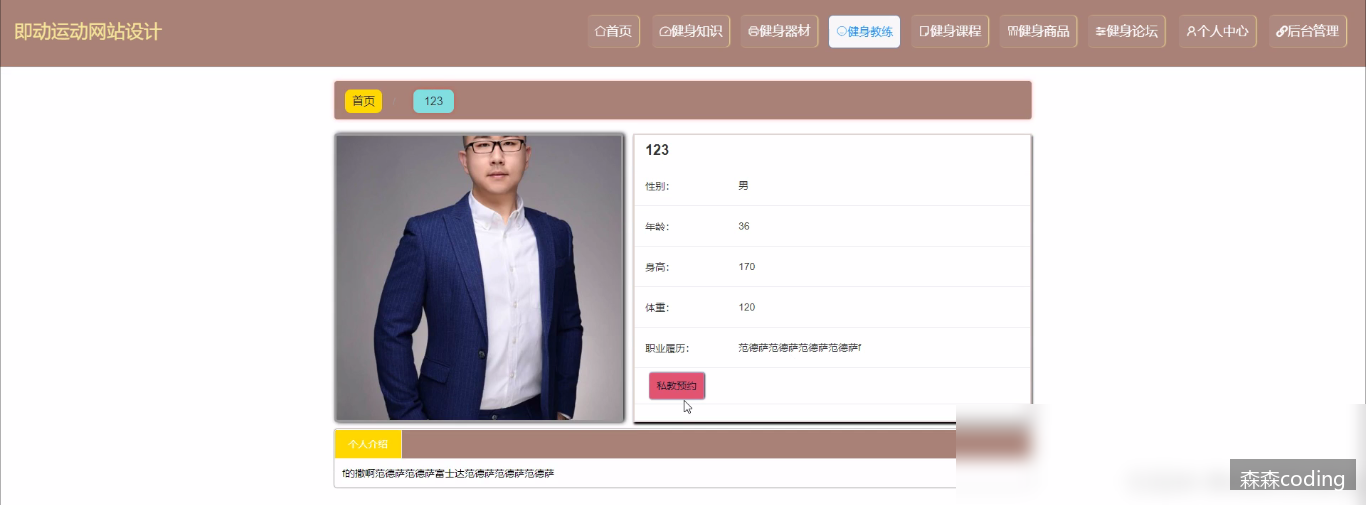 即动运动网站设计
首页 健身知识 健身器材 健身教练 健身课程 健身商品 健身论坛 个人中心 后台管理
首页 123
123
性别: 男
年龄: 36
身高: 170
体重: 120
职业履历: 范德萨范德萨范德萨范德萨f
私教预约
个人介绍
f的撒啊范德萨范德萨富士达范德萨范德萨范德萨
森森coding